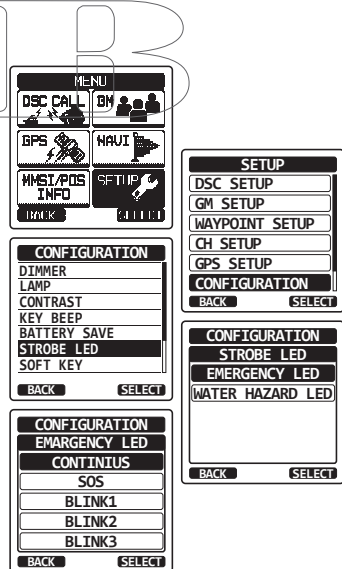 MENU
DSC CALL
GM
GPS
NAVI
MMSI/POS
INFO
SETUP
BACK
SELECT
SETUP
DSC SETUP
GM SETUP
WAYPOINT SETUP
CH SETUP
GPS SETUP
CONFIGURATION
BACK
SELECT
CONFIGURATION
DIMMER
LAMP
CONTRAST
KEY BEEP
BATTERY SAVE
STROBE LED
SOFT KEY
BACK
SELECT
CONFIGURATION
STROBE LED
EMERGENCY LED
WATER HAZARD LED
BACK
SELECT
CONFIGURATION
EMARGENCY LED
CONTINIUS
SOS
BLINK1
BLINK2
BLINK3
BACK
SELECT